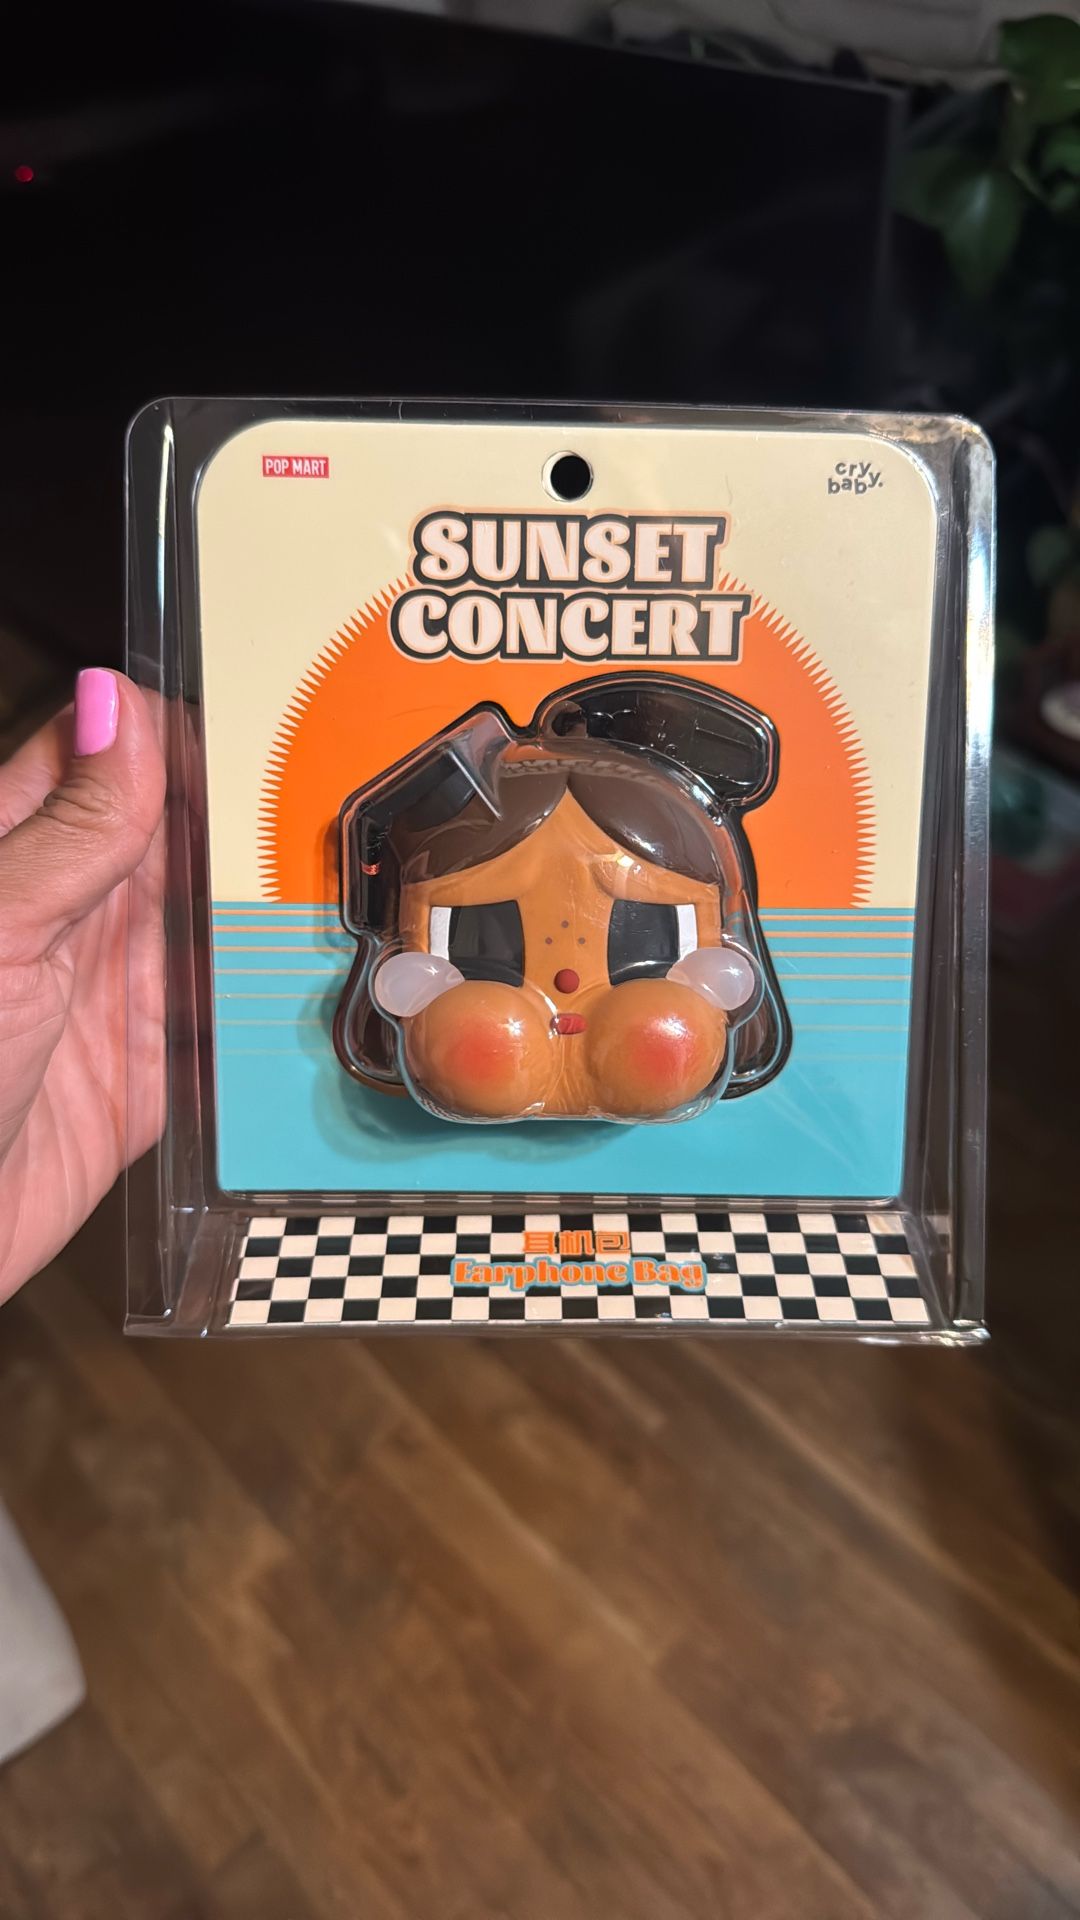 POP MART
cry
baby.
SUNSET
CONCERT
耳机包
Earphone Bag